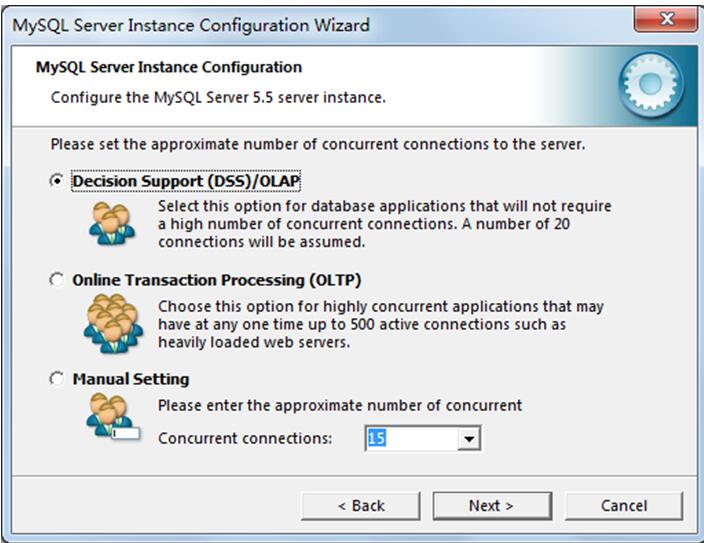 MySQL Server Instance Configuration Wizard
MySQL Server Instance Configuration
Configure the MySQL Server 5.5 server instance.
Please set the approximate number of concurrent connections to the server.
Decision Support (DSS)/OLAP
Select this option for database applications that will not require
a high number of concurrent connections. A number of 20
connections will be assumed.
Online Transaction Processing (OLTP)
Choose this option for highly concurrent applications that may
have at any one time up to 500 active connections such as
heavily loaded web servers.
Manual Setting
Please enter the approximate number of concurrent
Concurrent connections: 15
< Back Next > Cancel